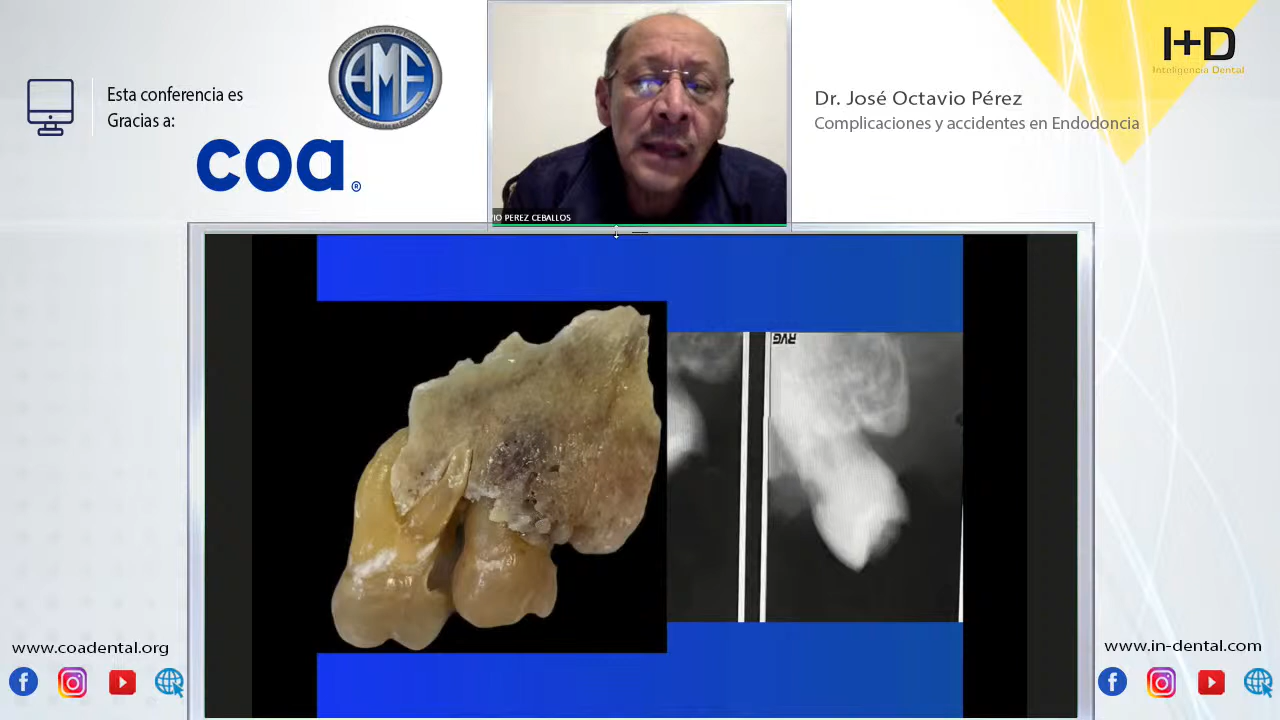 Esta conferencia es
Gracias a:
coa®
AME
IO PEREZ CEBALLOS
Dr. José Octavio Pérez
Complicaciones y accidentes en Endodoncia
I+D
Inteligencia Dental
RVG
www.coadental.org
www.in-dental.com